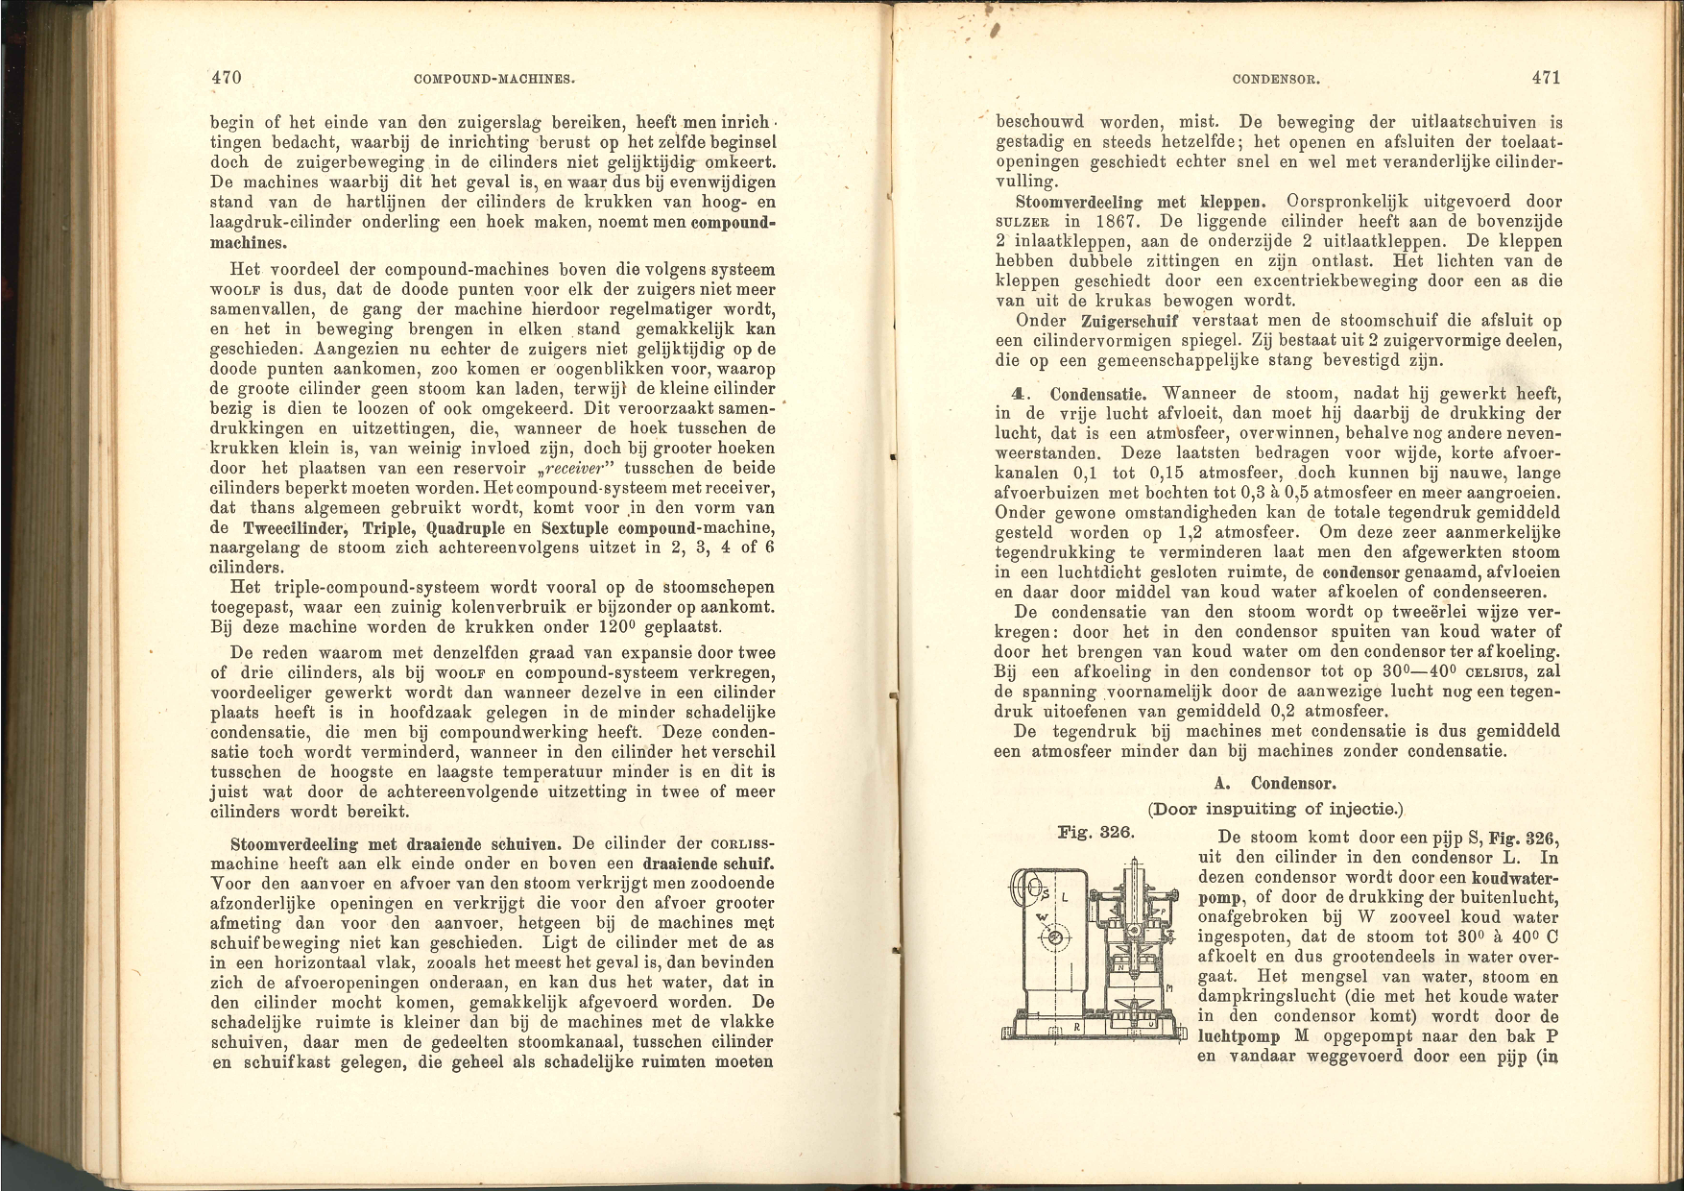 470
COMPOUND-MACHINES.
begin of het einde van den zuigerslag bereiken, heeft men inrich-
tingen bedacht, waarbij de inrichting berust op het zelfde beginsel
doch de zuigerbeweging in de cilinders niet gelijktijdig omkeert.
De machines waarbij dit het geval is, en waar dus bij evenwijdigen
stand van de hartlijnen der cilinders de krukken van hoog- en
laagdruk-cilinder onderling een hoek maken, noemt men compound-
machines.
Het voordeel der compound-machines boven die volgens systeem
WOOLF is dus, dat de doode punten voor elk der zuigers niet meer
samenvallen, de gang der machine hierdoor regelmatiger wordt,
en het in beweging brengen in elken stand gemakkelijk kan
geschieden. Aangezien nu echter de zuigers niet gelijktijdig op de
doode punten aankomen, zoo komen er oogenblikken voor, waarop
de groote cilinder geen stoom kan laden, terwijl de kleine cilinder
bezig is dien te loozen of ook omgekeerd. Dit veroorzaakt samen-
drukkingen en uitzettingen, die, wanneer de hoek tusschen de
krukken klein is, van weinig invloed zijn, doch bij grooter hoeken
door het plaatsen van een reservoir „receiver” tusschen de beide
cilinders beperkt moeten worden. Het compound-systeem met receiver,
dat thans algemeen gebruikt wordt, komt voor in den vorm van
de Tweecilinder, Triple, Quadruple en Sextuple compound-machine,
naargelang de stoom zich achtereenvolgens uitzet in 2, 3, 4 of 6
cilinders.
Het triple-compound-systeem wordt vooral op de stoomschepen
toegepast, waar een zuinig kolenverbruik er bijzonder op aankomt.
Bij deze machine worden de krukken onder 120° geplaatst.
De reden waarom met denzelfden graad van expansie door twee
of drie cilinders, als bij WOOLF en compound-systeem verkregen,
voordeeliger gewerkt wordt dan wanneer dezelve in een cilinder
plaats heeft is in hoofdzaak gelegen in de minder schadelijke
condensatie, die men bij compoundwerking heeft. Deze conden-
satie toch wordt verminderd, wanneer in den cilinder het verschil
tusschen de hoogste en laagste temperatuur minder is en dit is
juist wat door de achtereenvolgende uitzetting in twee of meer
cilinders wordt bereikt.
Stoomverdeeling met draaiende schuiven. De cilinder der CORLISS-
machine heeft aan elk einde onder en boven een draaiende schuif.
Voor den aanvoer en afvoer van den stoom verkrijgt men zoodoende
afzonderlijke openingen en verkrijgt die voor den afvoer grooter
afmeting dan voor den aanvoer, hetgeen bij de machines met
schuifbeweging niet kan geschieden. Ligt de cilinder met de as
in een horizontaal vlak, zooals het meest het geval is, dan bevinden
zich de afvoeropeningen onderaan, en kan dus het water, dat in
den cilinder mocht komen, gemakkelijk afgevoerd worden. De
schadelijke ruimte is kleiner dan bij de machines met de vlakke
schuiven, daar men de gedeelten stoomkanaal, tusschen cilinder
en schuifkast gelegen, die geheel als schadelijke ruimten moeten
CONDENSOR.
471
beschouwd worden, mist. De beweging der uitlaatschuiven is
gestadig en steeds hetzelfde; het openen en afsluiten der toelaat-
openingen geschiedt echter snel en wel met veranderlijke cilinder-
vulling.
Stoomverdeeling met kleppen. Oorspronkelijk uitgevoerd door
SULZER in 1867. De liggende cilinder heeft aan de bovenzijde
2 inlaatkleppen, aan de onderzijde 2 uitlaatkleppen. De kleppen
hebben dubbele zittingen en zijn ontlast. Het lichten van de
kleppen geschiedt door een excentriekbeweging door een as die
van uit de krukas bewogen wordt.
Onder Zuigerschuif verstaat men de stoomschuif die afsluit op
een cilindervormigen spiegel. Zij bestaat uit 2 zuigervormige deelen,
die op een gemeenschappelijke stang bevestigd zijn.
4. Condensatie. Wanneer de stoom, nadat hij gewerkt heeft,
in de vrije lucht afvloeit, dan moet hij daarbij de drukking der
lucht, dat is een atmosfeer, overwinnen, behalve nog andere neven-
weerstanden. Deze laatsten bedragen voor wijde, korte afvoer-
kanalen 0,1 tot 0,15 atmosfeer, doch kunnen bij nauwe, lange
afvoerbuizen met bochten tot 0,3 à 0,5 atmosfeer en meer aangroeien.
Onder gewone omstandigheden kan de totale tegendruk gemiddeld
gesteld worden op 1,2 atmosfeer. Om deze zeer aanmerkelijke
tegendrukking te verminderen laat men den afgewerkten stoom
in een luchtdicht gesloten ruimte, de condensor genaamd, afvloeien
en daar door middel van koud water afkoelen of condenseeren.
De condensatie van den stoom wordt op tweeërlei wijze ver-
kregen: door het in den condensor spuiten van koud water of
door het brengen van koud water om den condensor ter afkoeling.
Bij een afkoeling in den condensor tot op 30°—40° CELSIUS, zal
de spanning voornamelijk door de aanwezige lucht nog een tegen-
druk uitoefenen van gemiddeld 0,2 atmosfeer.
De tegendruk bij machines met condensatie is dus gemiddeld
een atmosfeer minder dan bij machines zonder condensatie.
A. Condensor.
(Door inspuiting of injectie.)
Fig. 326.
S
L
W
P
N
M
R
U
De stoom komt door een pijp S, Fig. 326,
uit den cilinder in den condensor L. In
dezen condensor wordt door een koudwater-
pomp, of door de drukking der buitenlucht,
onafgebroken bij W zooveel koud water
ingespoten, dat de stoom tot 30° à 40° C
afkoelt en dus grootendeels in water over-
gaat. Het mengsel van water, stoom en
dampkringslucht (die met het koude water
in den condensor komt) wordt door de
luchtpomp M opgepompt naar den bak P
en vandaar weggevoerd door een pijp (in